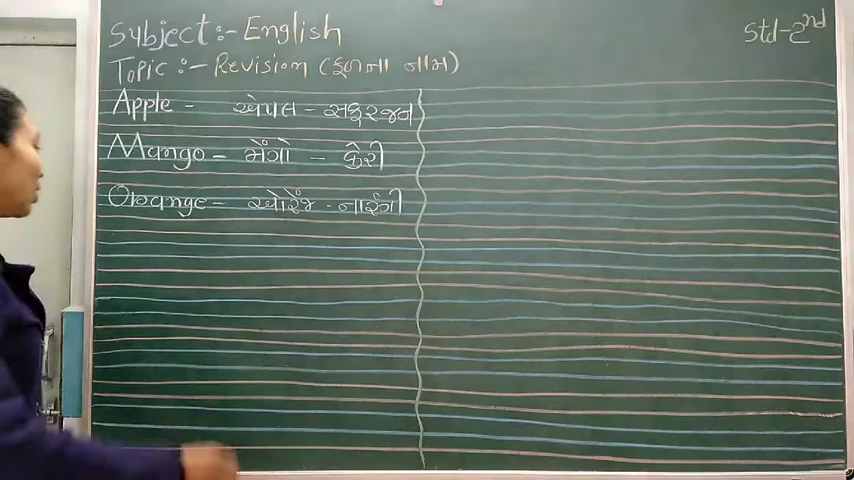 Subject:- English
Std-2nd
Topic:- Revision (ફળના નામ)
Apple - એપલ - સફરજન
Mango - મેંગો - કેરી
Orange - ઓરેંજ - નારંગી